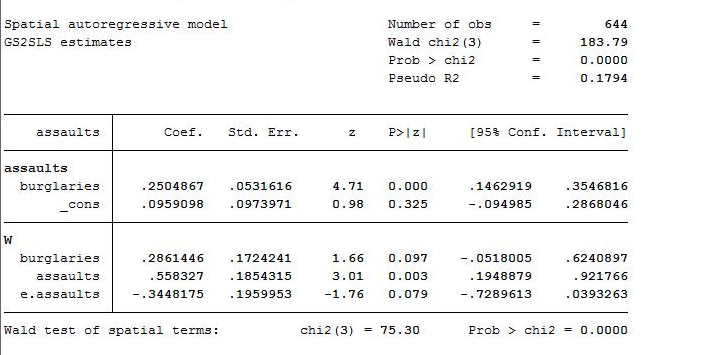 Spatial autoregressive model Number of obs = 644
GS2SLS estimates Wald chi2(3) = 183.79
Prob > chi2 = 0.0000
Pseudo R2 = 0.1794
assaults Coef. Std. Err. z P>|z| [95% Conf. Interval]
assaults
burglaries .2504867 .0531616 4.71 0.000 .1462919 .3546816
_cons .0959098 .0973971 0.98 0.325 -.094985 .2868046
W
burglaries .2861446 .1724241 1.66 0.097 -.0518005 .6240897
assaults .558327 .1854315 3.01 0.003 .1948879 .921766
e.assaults -.3448175 .1959953 -1.76 0.079 -.7289613 .0393263
Wald test of spatial terms: chi2(3) = 75.30 Prob > chi2 = 0.0000